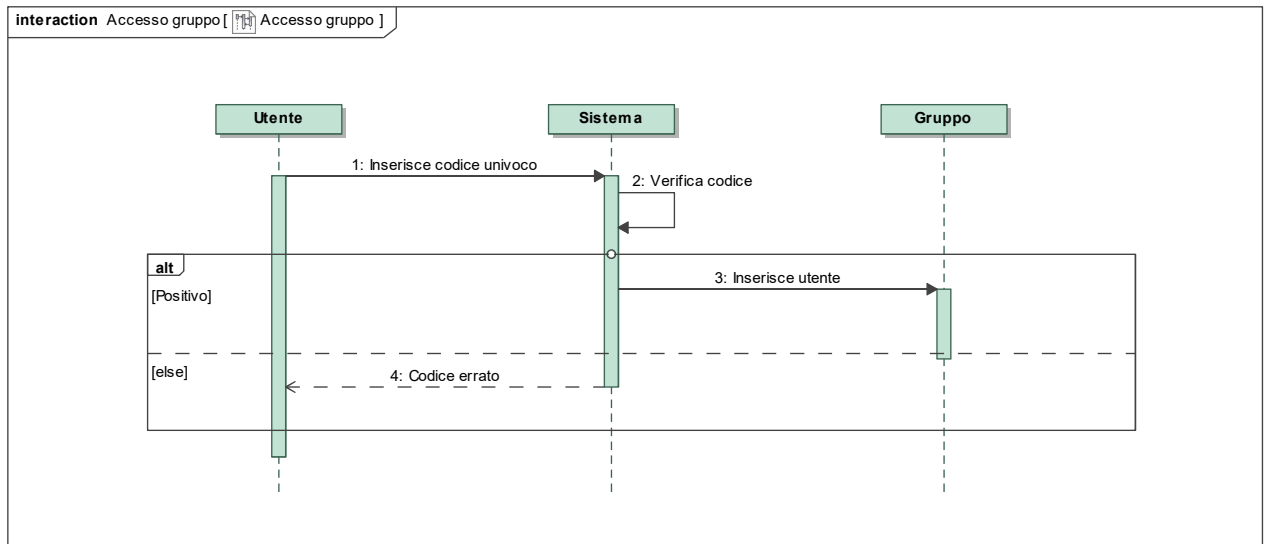 interaction Accesso gruppo [ Accesso gruppo ]
Utente
Sistema
Gruppo
1: Inserisce codice univoco
2: Verifica codice
alt
3: Inserisce utente
[Positivo]
[else]
4: Codice errato